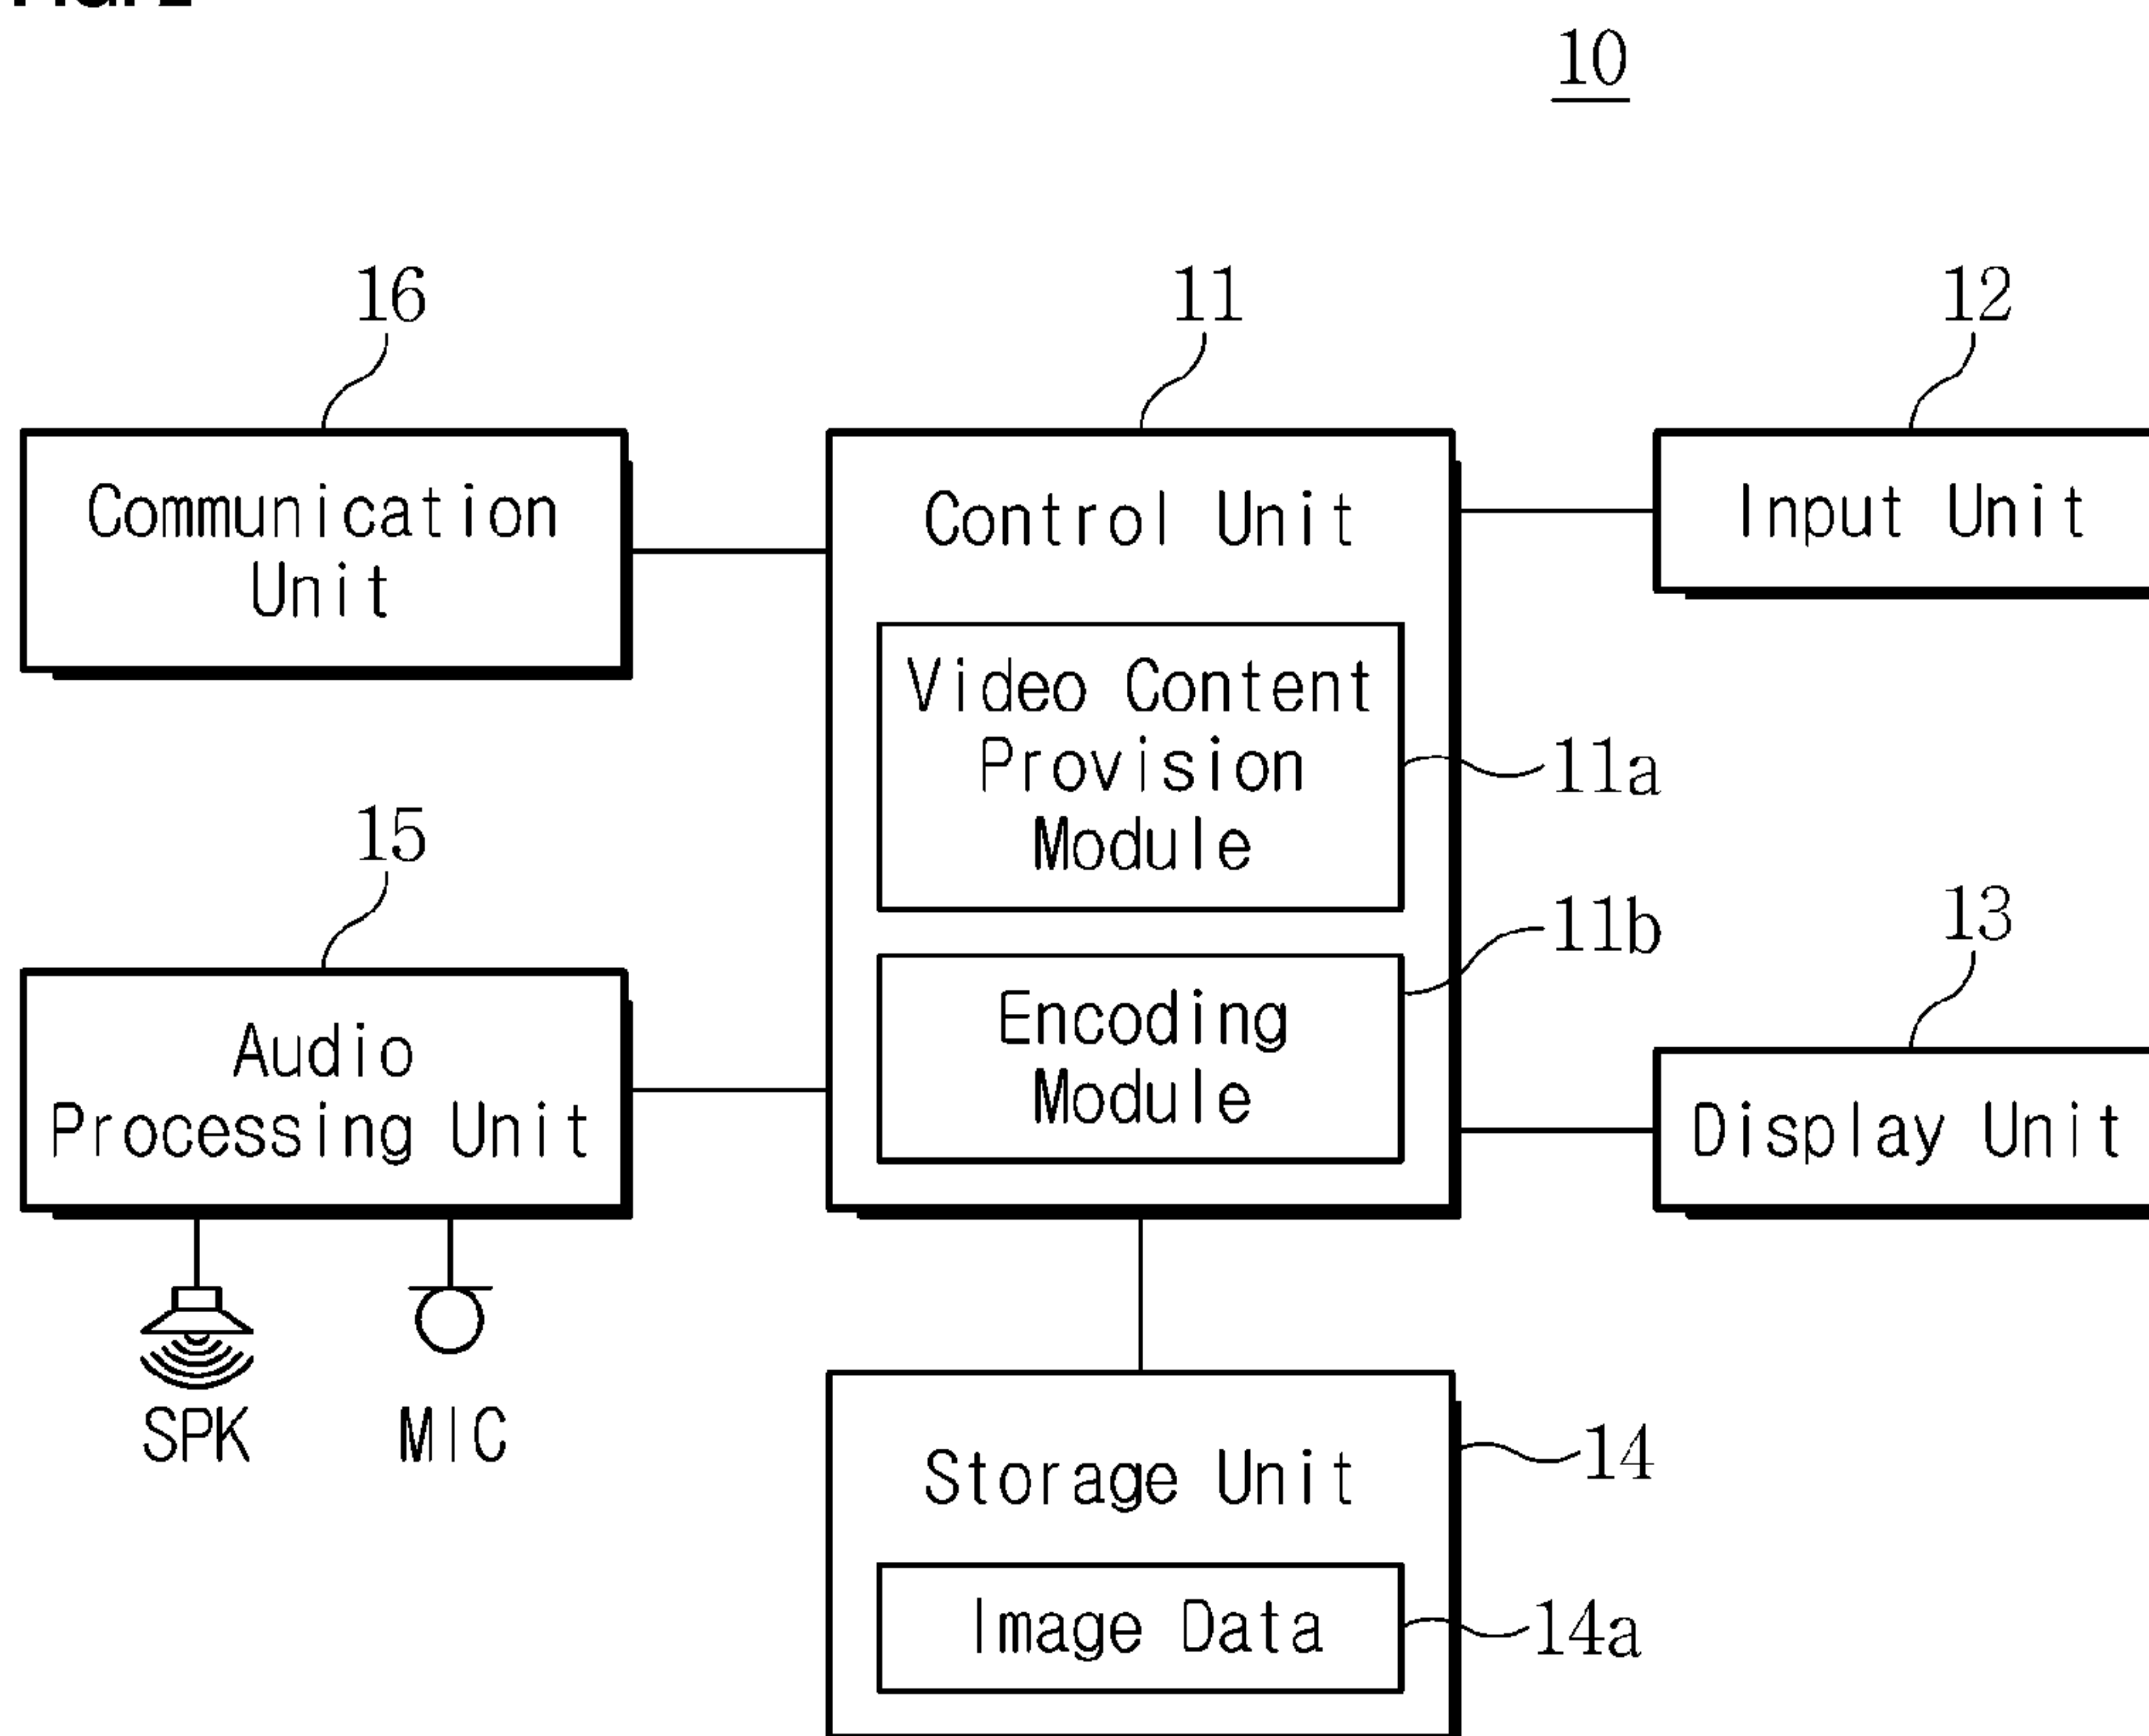 10
16
11
12
Communication
Unit
Control Unit
Input Unit
Video Content
Provision
Module
11a
15
11b
13
Audio
Processing Unit
Encoding
Module
Display Unit
SPK
MIC
Storage Unit
14
Image Data
14a